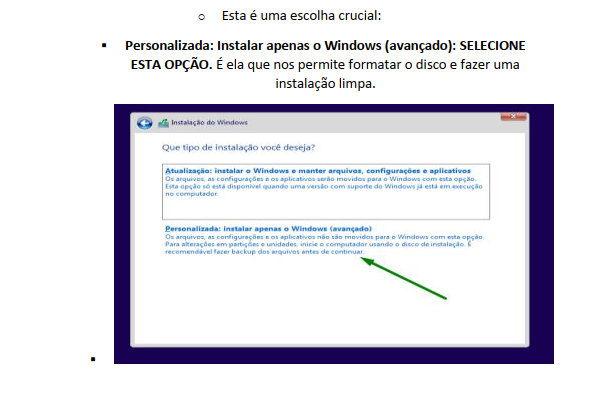 Esta é uma escolha crucial:
Personalizada: Instalar apenas o Windows (avançado): SELECIONE
ESTA OPÇÃO. É ela que nos permite formatar o disco e fazer uma
instalação limpa.
Instalação do Windows
Que tipo de instalação você deseja?
Atualização: instalar o Windows e manter arquivos, configurações e aplicativos
Os arquivos, as configurações e os aplicativos serão movidos para o Windows com esta opção.
Esta opção só está disponível quando uma versão com suporte do Windows já está em execução
no computador.
Personalizada: instalar apenas o Windows (avançado)
Os arquivos, as configurações e os aplicativos não são movidos para o Windows com esta opção.
Para alterações em partições e unidades, inicie o computador usando o disco de instalação. É
recomendável fazer backup dos arquivos antes de continuar.